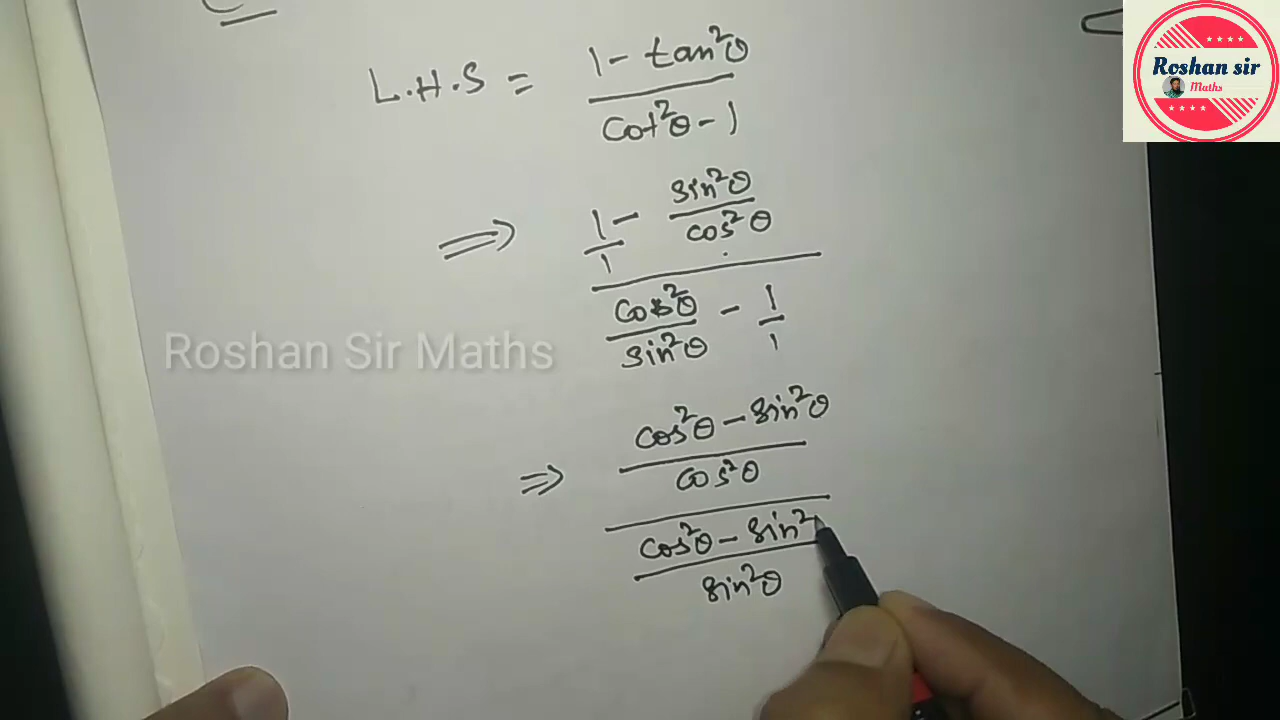 L.H.S = 1 - tan²θ
cot²θ - 1
⇒ 1/1 - sin²θ/cos²θ
cos²θ/sin²θ - 1/1
⇒ cos²θ - sin²θ
cos²θ
cos²θ - sin²
sin²θ
Roshan Sir Maths
Roshan sir
Maths